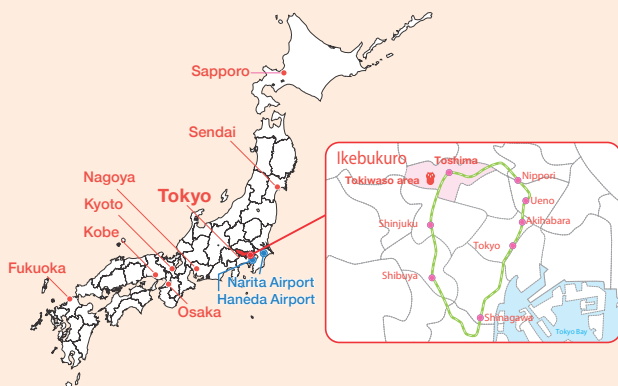 Sapporo
Sendai
Nagoya
Tokyo
Kyoto
Kobe
Fukuoka
Osaka
Narita Airport
Haneda Airport
Ikebukuro
Toshima
Tokiwaso area
Nippori
Ueno
Akihabara
Shinjuku
Tokyo
Shibuya
Shinagawa
Tokyo Bay